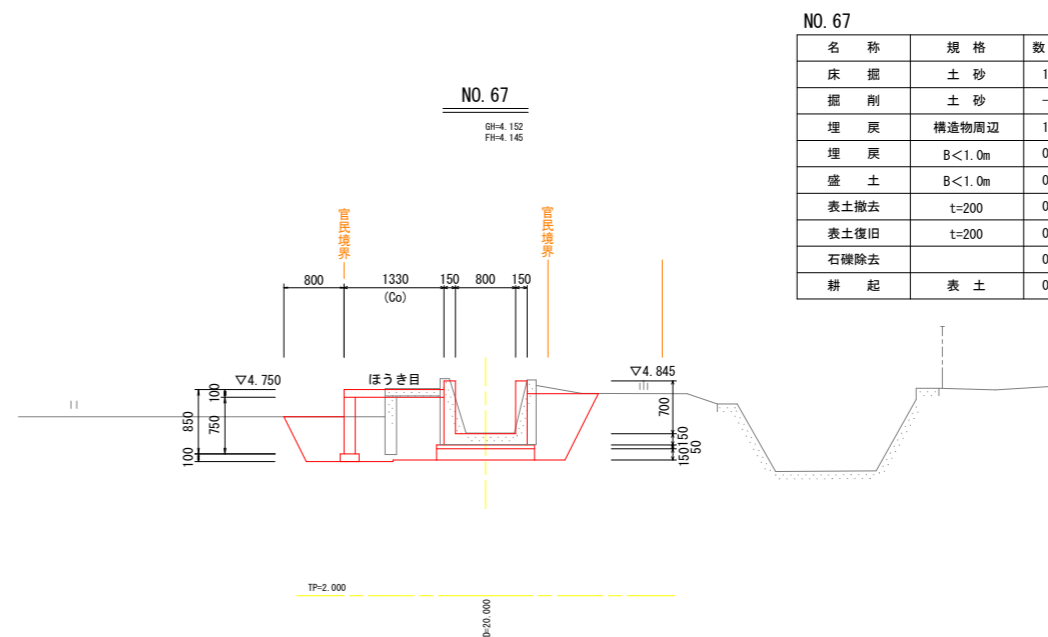 NO. 67
名 称 規 格 数
床 掘 土 砂 1
掘 削 土 砂 -
埋 戻 構造物周辺 1
埋 戻 B<1.0m 0
盛 土 B<1.0m 0
表土撤去 t=200 0
表土復旧 t=200 0
石礫除去 0
耕 起 表 土 0
NO. 67
GH=4.152
FH=4.145
官民境界
官民境界
800 1330 150 800 150
(Co)
▽4.750 ほうき目 ▽4.845
100
850
750
100
700
150
50
150
TP=2.000
D=20.000